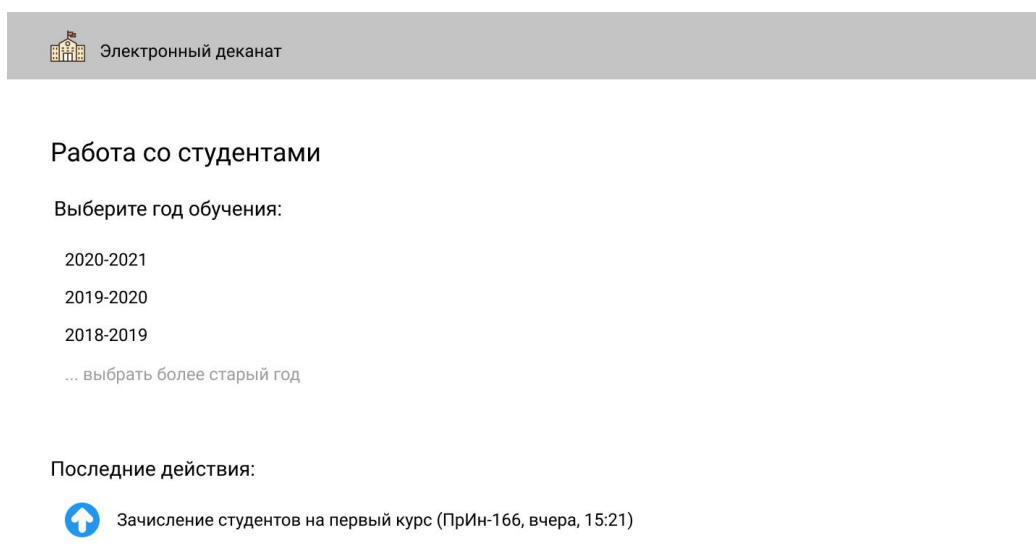 Электронный деканат
Работа со студентами
Выберите год обучения:
2020-2021
2019-2020
2018-2019
... выбрать более старый год
Последние действия:
Зачисление студентов на первый курс (ПрИн-166, вчера, 15:21)